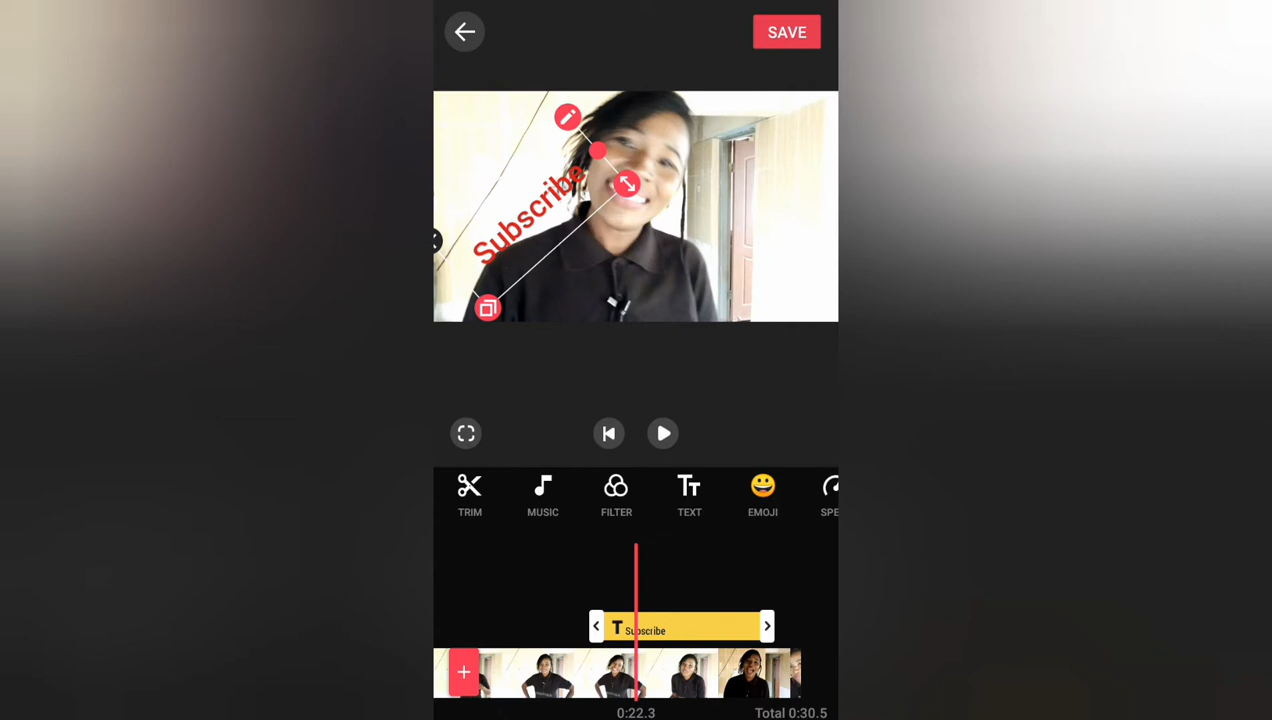 SAVE
Subscribe
TRIM MUSIC FILTER TEXT EMOJI SPE
Subscribe
0:22.3 Total 0:30.5